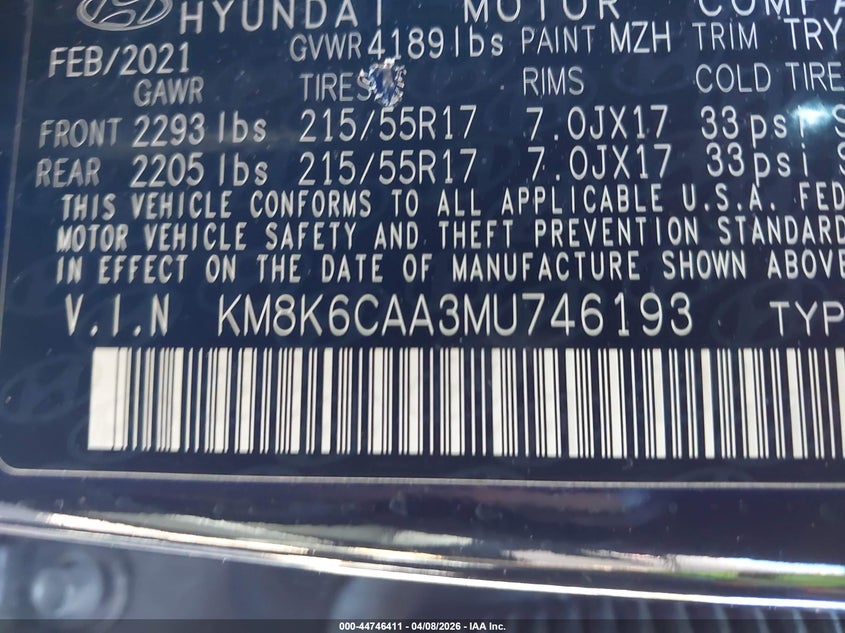 HYUNDAI MOTOR COMPA
FEB/2021 GVWR 4189 lbs PAINT MZH TRIM TRY
GAWR TIRES RIMS COLD TIRE
FRONT 2293 lbs 215/55R17 7.0JX17 33psi S
REAR 2205 lbs 215/55R17 7.0JX17 33psi S
THIS VEHICLE CONFORMS TO ALL APPLICABLE U.S.A. FED
MOTOR VEHICLE SAFETY AND THEFT PREVENTION STANDARD
IN EFFECT ON THE DATE OF MANUFACTURE SHOWN ABOVE
V.I.N KM8K6CAA3MU746193 TYP
000-44746411 - 04/08/2026 - IAA Inc.